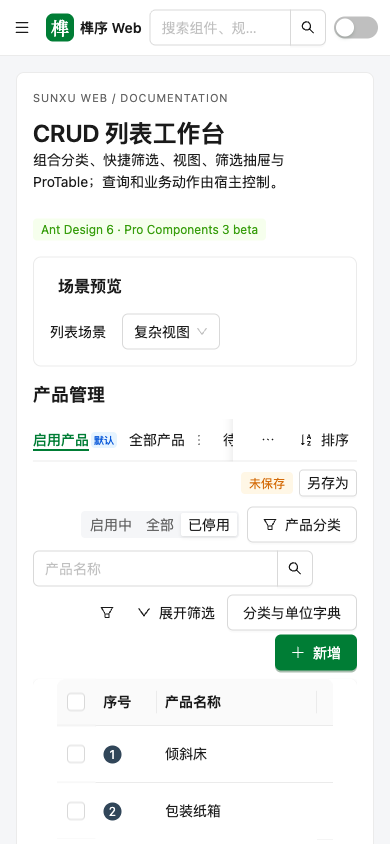 榫 榫序 Web 搜索组件、规...
SUNXU WEB / DOCUMENTATION
CRUD 列表工作台
组合分类、快捷筛选、视图、筛选抽屉与
ProTable；查询和业务动作由宿主控制。
Ant Design 6 · Pro Components 3 beta
场景预览
列表场景 复杂视图
产品管理
启用产品 默认 全部产品 ⋮ 待 ··· 排序
未保存 另存为
启用中 全部 已停用 产品分类
产品名称
展开筛选 分类与单位字典
+ 新增
序号 产品名称
1 倾斜床
2 包装纸箱